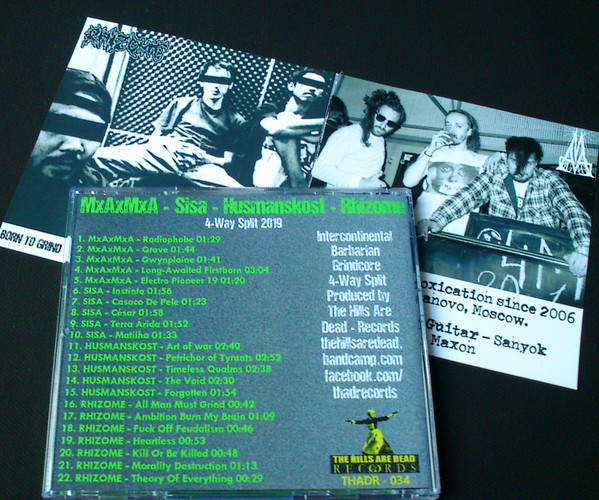 RHIZOME
BORN TO GRIND
oxication since 2006
anovo, Moscow.
Guitar - Sanyok
Maxon
MxAxMxA - Sisa - Husmanskost - Rhizome
4-Way Split 2019
1. MxAxMxA - Radiophobe 01:29
2. MxAxMxA - Grave 01:44
3. MxAxMxA - Gwynplaine 01:41
4. MxAxMxA - Long-Awaited Firstborn 03:04
5. MxAxMxA - Electro Pioneer 19 01:20
6. SISA - Instinto 01:56
7. SISA - Casaco De Pele 01:23
8. SISA - César 01:58
9. SISA - Terra Árida 01:52
10. SISA - Matilha 01:33
11. HUSMANSKOST - Art of war 02:40
12. HUSMANSKOST - Petrichor of Tyrants 02:52
13. HUSMANSKOST - Timeless Qualms 02:38
14. HUSMANSKOST - The Void 02:30
15. HUSMANSKOST - Forgotten 01:54
16. RHIZOME - All Man Must Grind 00:42
17. RHIZOME - Ambition Burn My Brain 01:09
18. RHIZOME - Fuck Off Feudalism 00:46
19. RHIZOME - Heartless 00:53
20. RHIZOME - Kill Or Be Killed 00:48
21. RHIZOME - Morality Destruction 01:13
22. RHIZOME - Theory Of Everything 00:29
Intercontinental
Barbarian
Grindcore
4-Way Split
Produced by
The Hills Are
Dead - Records
thehillsaredead.
bandcamp.com
facebook.com/
thadrecords
THE HILLS ARE DEAD
RECORDS
THADR - 034